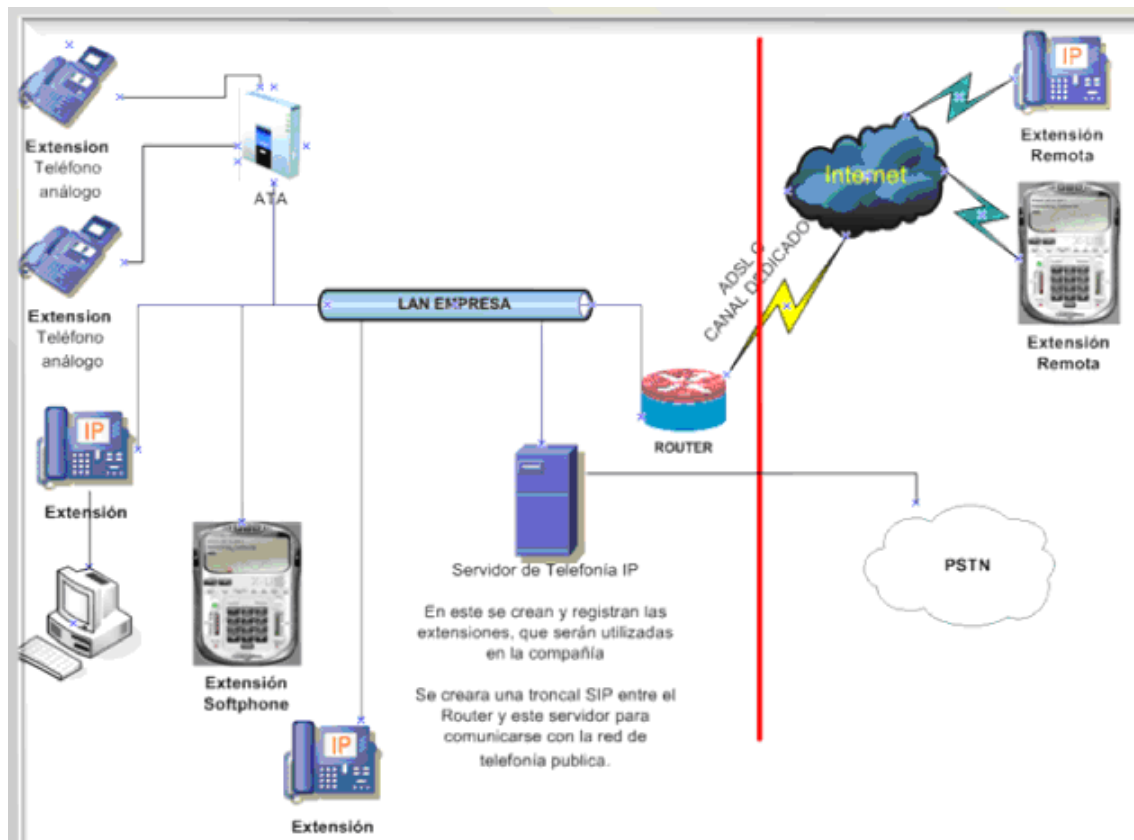 Extension
Teléfono
análogo
ATA
Extension
Teléfono
análogo
LAN EMPRESA
IP
Extensión
Extensión
Softphone
IP
Extensión
Servidor de Telefonía IP
En este se crean y registran las
extensiones, que serán utilizadas
en la compañía
Se creara una troncal SIP entre el
Router y este servidor para
comunicarse con la red de
telefonía publica.
ROUTER
ADSL O
CANAL DEDICADO
Internet
IP
Extensión
Remota
Extensión
Remota
PSTN